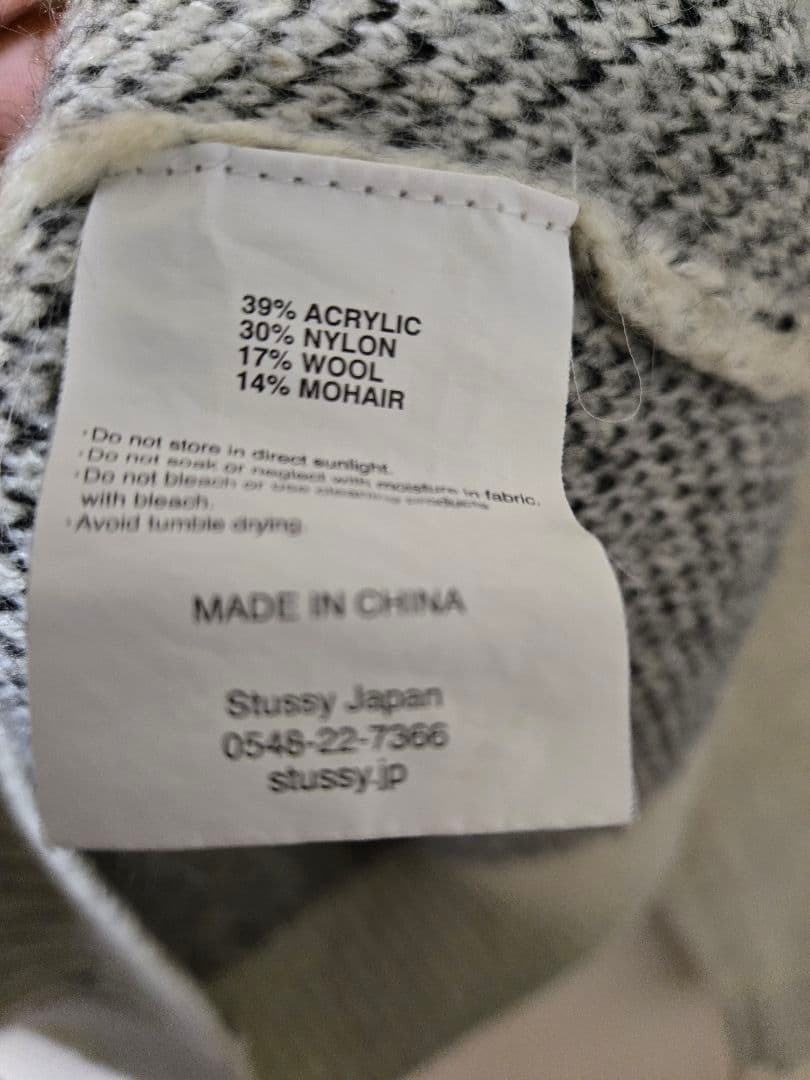 39% ACRYLIC
30% NYLON
17% WOOL
14% MOHAIR
・Do not store in direct sunlight.
・Do not soak or neglect with moisture in fabric.
・Do not bleach or use cleaning products
with bleach.
・Avoid tumble drying.
MADE IN CHINA
Stussy Japan
0548-22-7366
stussy.jp